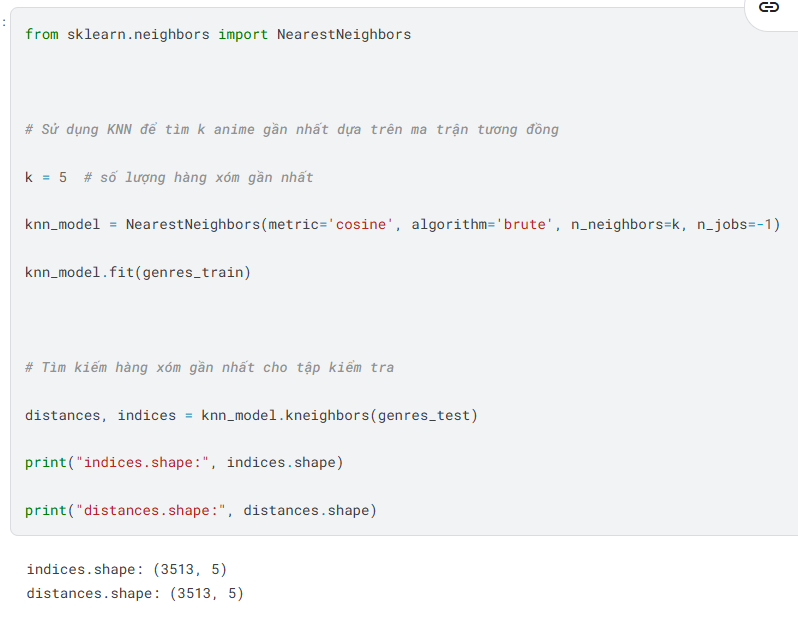 :
from sklearn.neighbors import NearestNeighbors
# Sử dụng KNN để tìm k anime gần nhất dựa trên ma trận tương đồng
k = 5  # số lượng hàng xóm gần nhất
knn_model = NearestNeighbors(metric='cosine', algorithm='brute', n_neighbors=k, n_jobs=-1)
knn_model.fit(genres_train)
# Tìm kiếm hàng xóm gần nhất cho tập kiểm tra
distances, indices = knn_model.kneighbors(genres_test)
print("indices.shape:", indices.shape)
print("distances.shape:", distances.shape)
indices.shape: (3513, 5)
distances.shape: (3513, 5)